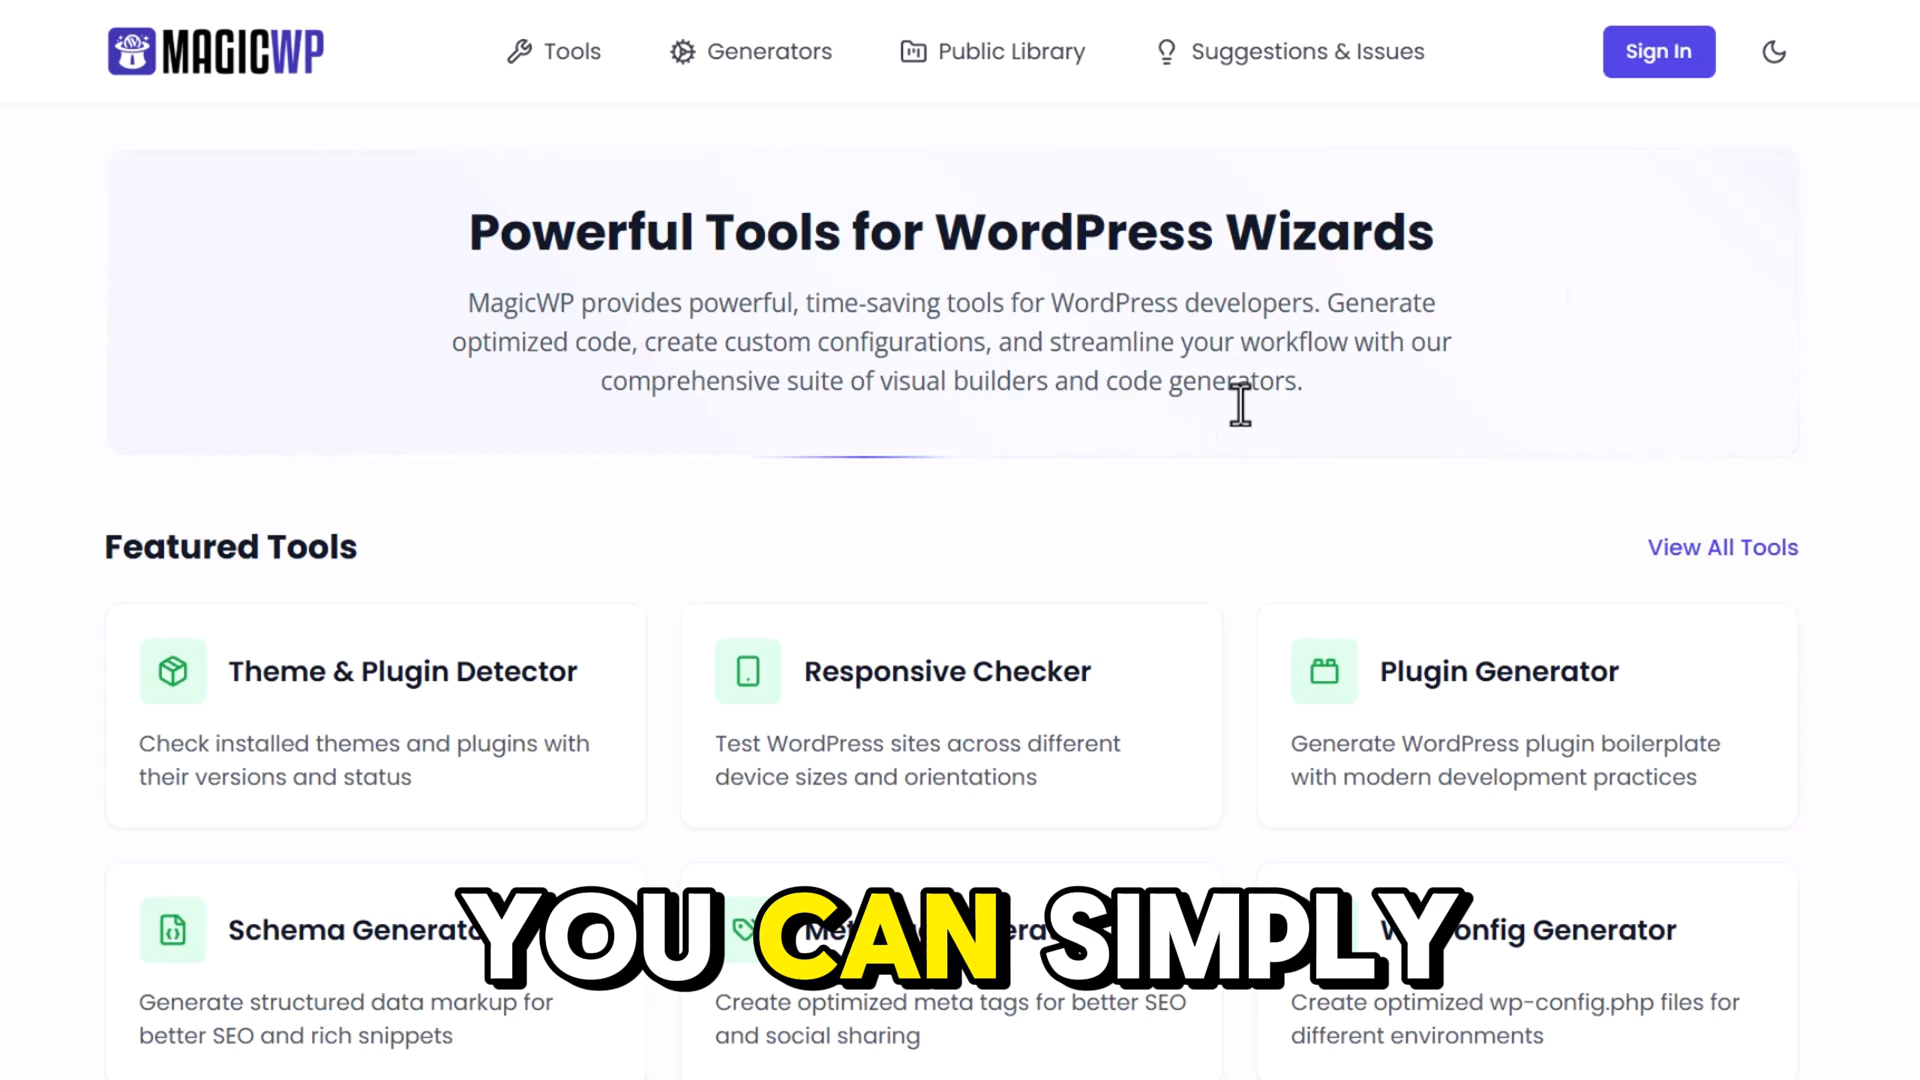 MAGICWP
Tools
Generators
Public Library
Suggestions & Issues
Sign In
Powerful Tools for WordPress Wizards
MagicWP provides powerful, time-saving tools for WordPress developers. Generate
optimized code, create custom configurations, and streamline your workflow with our
comprehensive suite of visual builders and code generators.
Featured Tools
View All Tools
Theme & Plugin Detector
Check installed themes and plugins with
their versions and status
Responsive Checker
Test WordPress sites across different
device sizes and orientations
Plugin Generator
Generate WordPress plugin boilerplate
with modern development practices
Schema
Generate structured data markup for
better SEO and rich snippets
Create optimized meta tags for better SEO
and social sharing
Generator
Create optimized wp-config.php files for
different environments
YOU CAN SIMPLY